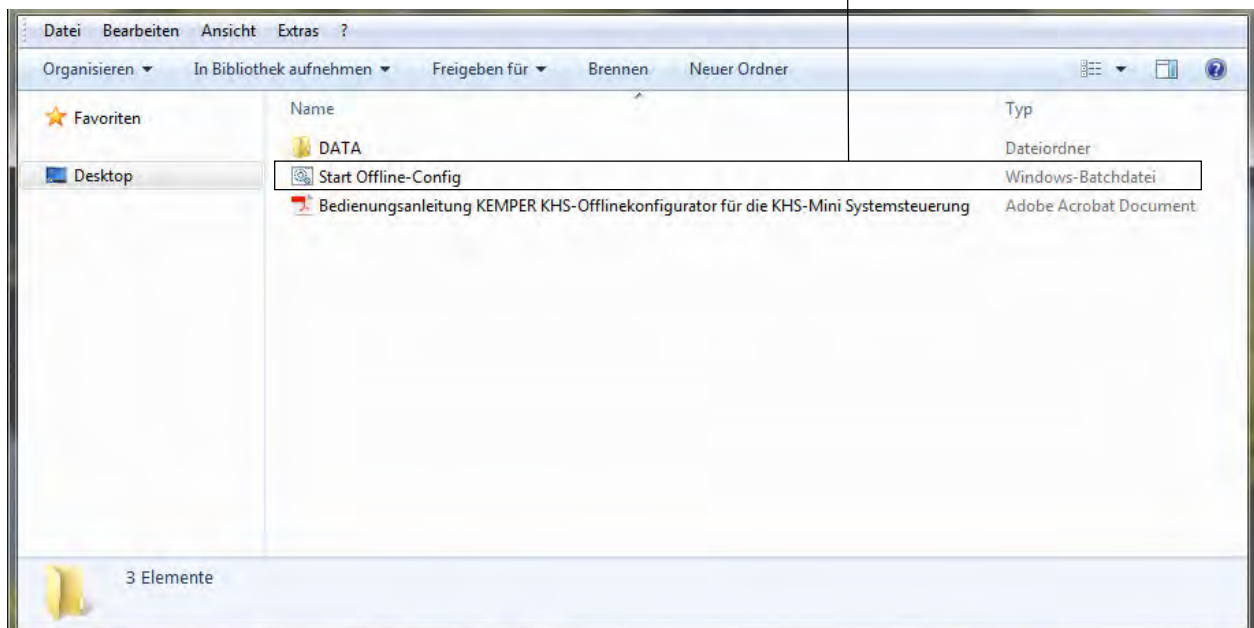 Datei Bearbeiten Ansicht Extras ?
Organisieren In Bibliothek aufnehmen Freigeben für Brennen Neuer Ordner
Favoriten
Desktop
Name Typ
DATA Dateiordner
Start Offline-Config Windows-Batchdatei
Bedienungsanleitung KEMPER KHS-Offlinekonfigurator für die KHS-Mini Systemsteuerung Adobe Acrobat Document
3 Elemente